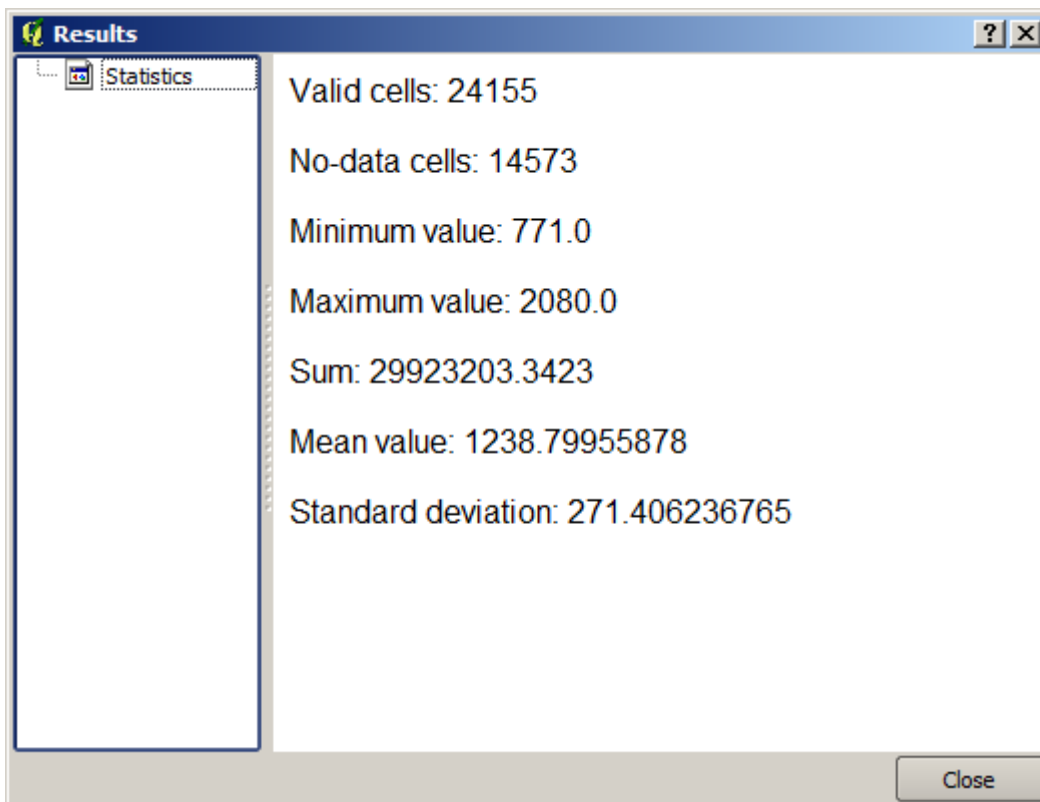 Results
Statistics
Valid cells: 24155
No-data cells: 14573
Minimum value: 771.0
Maximum value: 2080.0
Sum: 29923203.3423
Mean value: 1238.79955878
Standard deviation: 271.406236765
Close